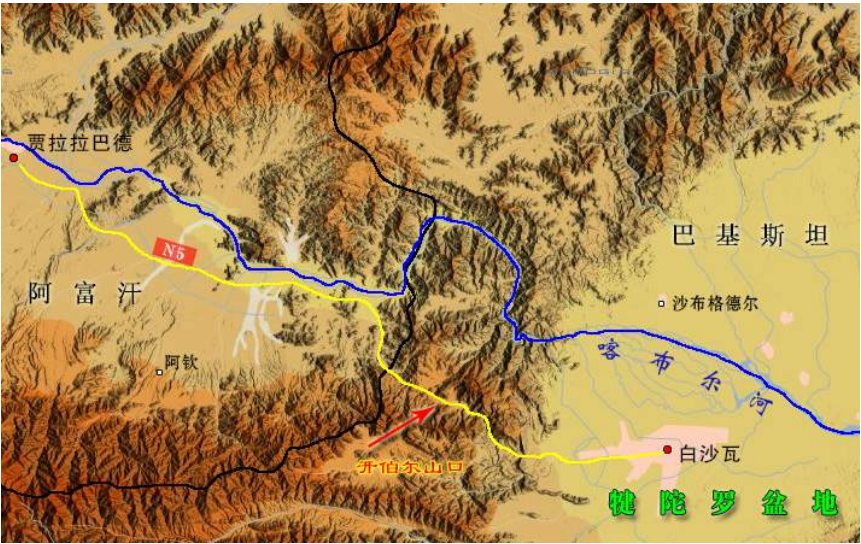 贾拉拉巴德
巴基斯坦
N5
阿富汗
沙布格德尔
阿钦
喀布尔河
开伯尔山口
白沙瓦
犍陀罗盆地